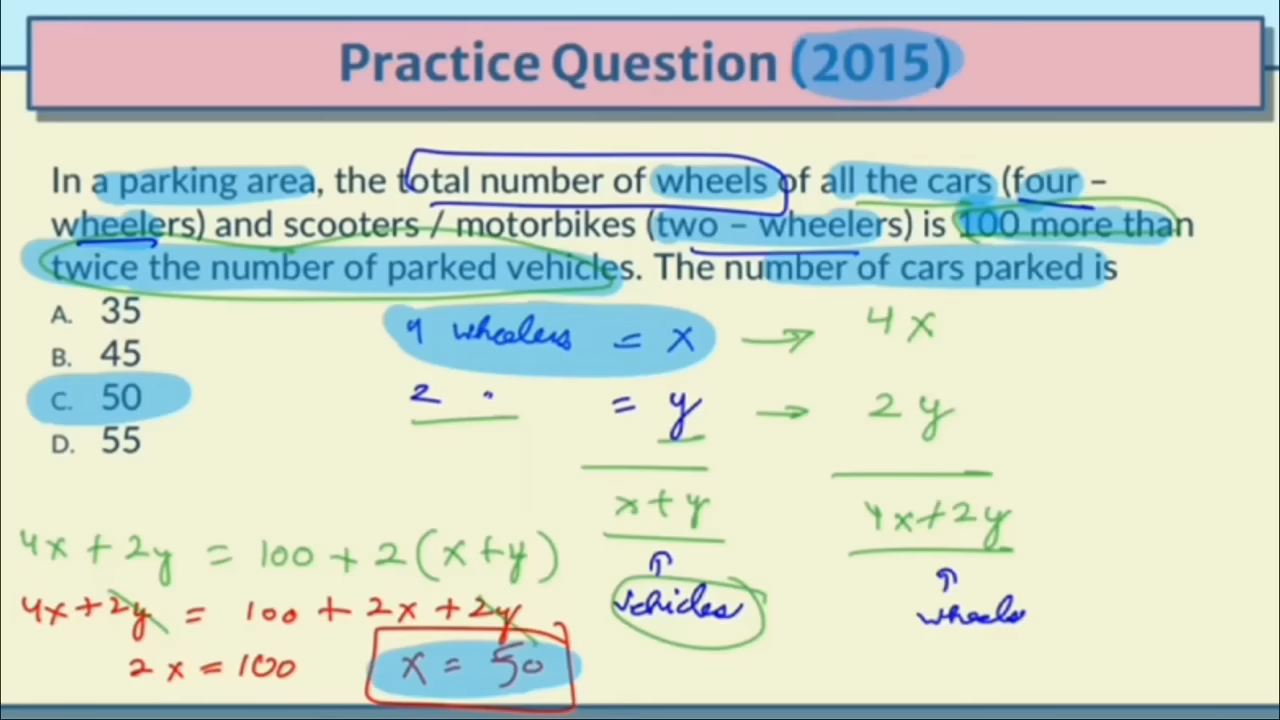 Practice Question (2015)
In a parking area, the total number of wheels of all the cars (four –
wheelers) and scooters / motorbikes (two – wheelers) is 100 more than
twice the number of parked vehicles. The number of cars parked is
A. 35
B. 45
C. 50
D. 55
4 wheelers = x → 4x
2 " = y → 2y
x+y
4x+2y
↑ vehicles
↑ wheels
4x + 2y = 100 + 2(x+y)
4x + 2y = 100 + 2x + 2y
2x = 100
x = 50